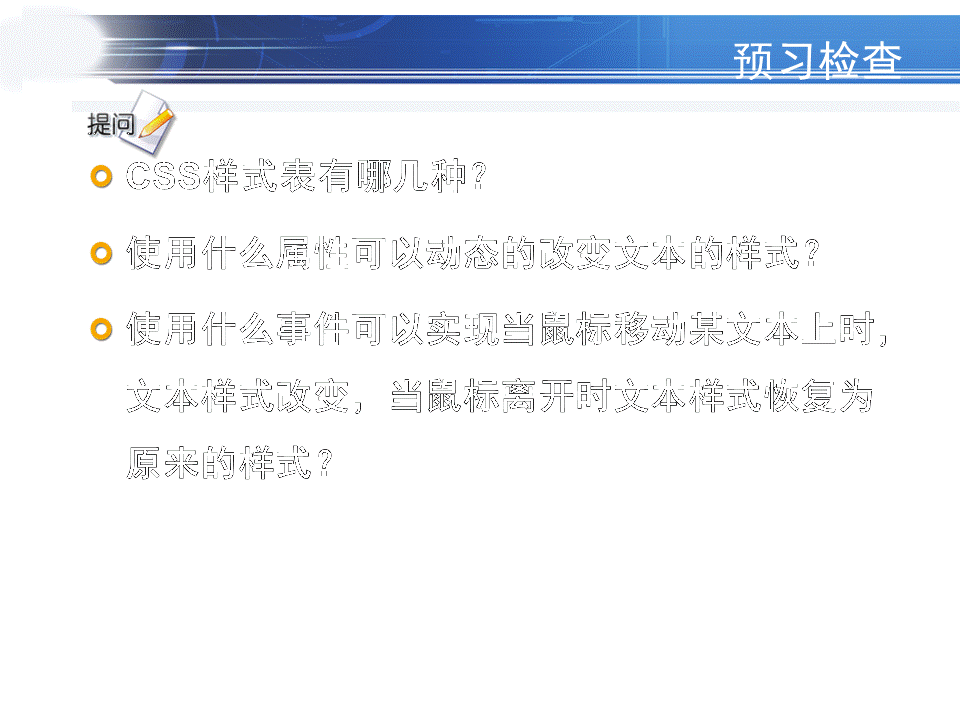 预习检查
提问
CSS样式表有哪几种？
使用什么属性可以动态的改变文本的样式？
使用什么事件可以实现当鼠标移动某文本上时，
文本样式改变，当鼠标离开时文本样式恢复为
原来的样式？